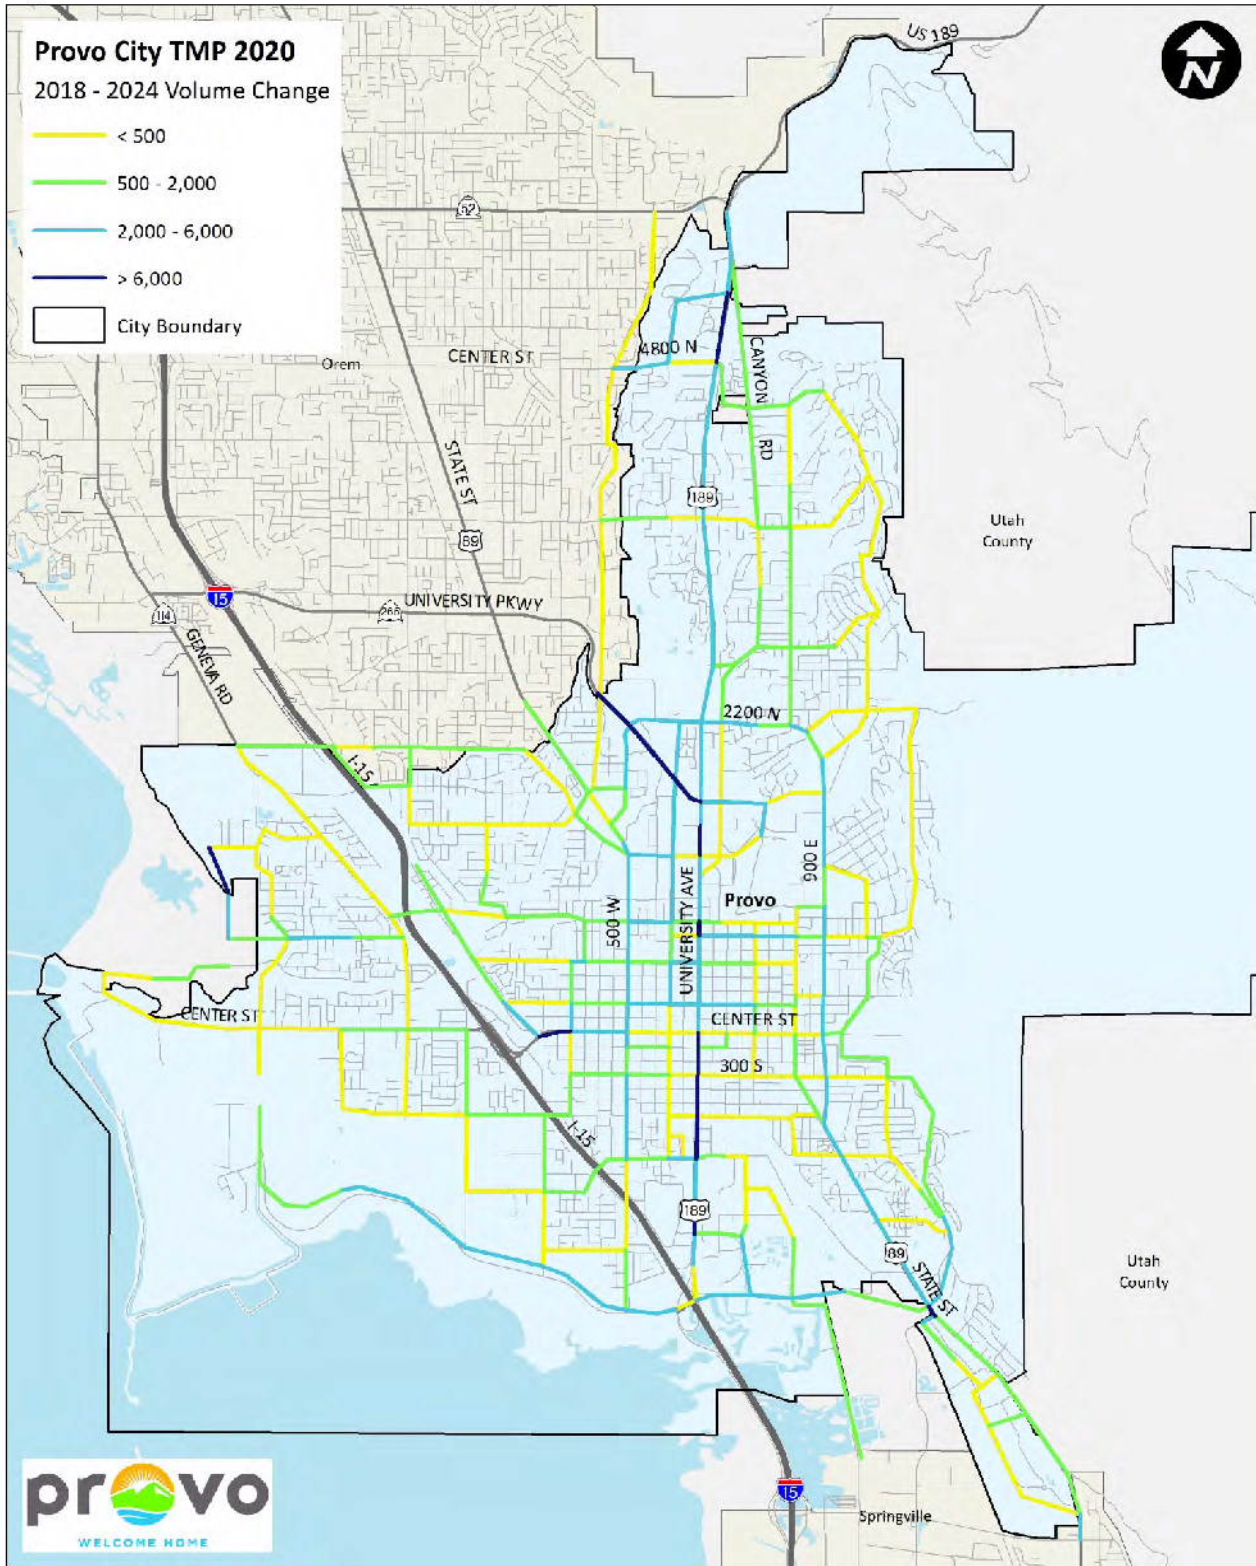 Provo City TMP 2020
2018 - 2024 Volume Change
< 500
500 - 2,000
2,000 - 6,000
> 6,000
City Boundary
US 189
N
52
4800 N
CENTER ST
Orem
CANYON RD
STATE ST
189
Utah
County
89
15
UNIVERSITY PKWY
265
114
GENEVA RD
2200 N
I-15
900 E
Provo
500 W
UNIVERSITY AVE
CENTER ST
CENTER ST
300 S
I-15
189
89
STATE ST
Utah
County
provo
WELCOME HOME
15
Springville